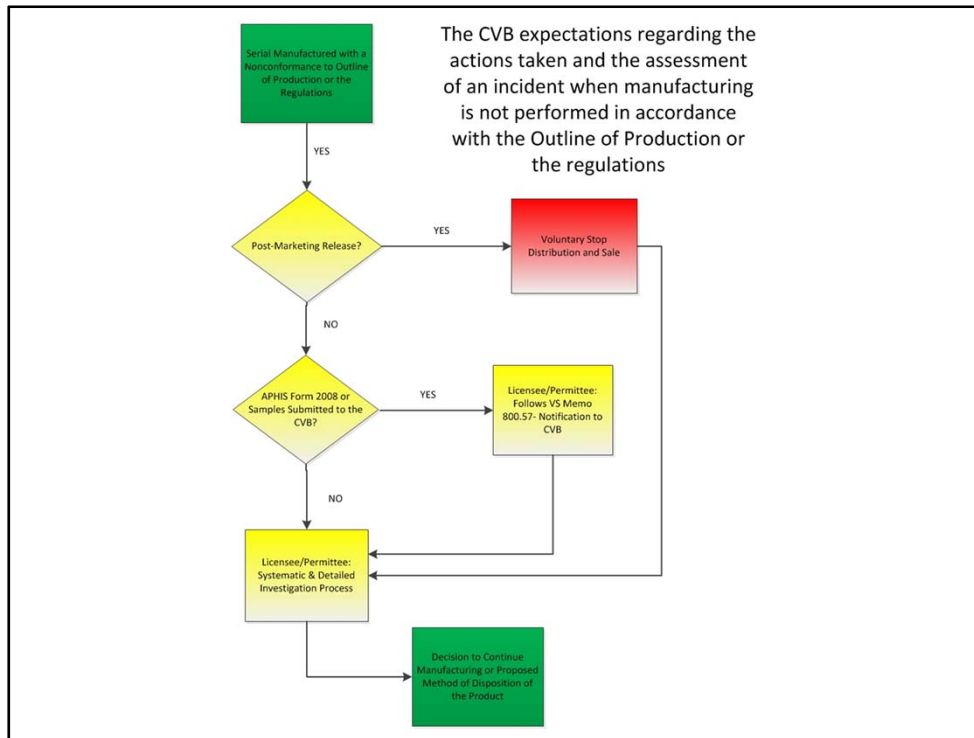 The CVB expectations regarding the
actions taken and the assessment
of an incident when manufacturing
is not performed in accordance
with the Outline of Production or
the regulations
Serial Manufactured with a
Nonconformance to Outline
of Production or the
Regulations
YES
Post-Marketing Release?
YES
Voluntary Stop
Distribution and Sale
NO
APHIS Form 2008 or
Samples Submitted to the
CVB?
YES
Licensee/Permittee:
Follows VS Memo
800.57- Notification to
CVB
NO
Licensee/Permittee:
Systematic & Detailed
Investigation Process
Decision to Continue
Manufacturing or Proposed
Method of Disposition of
the Product